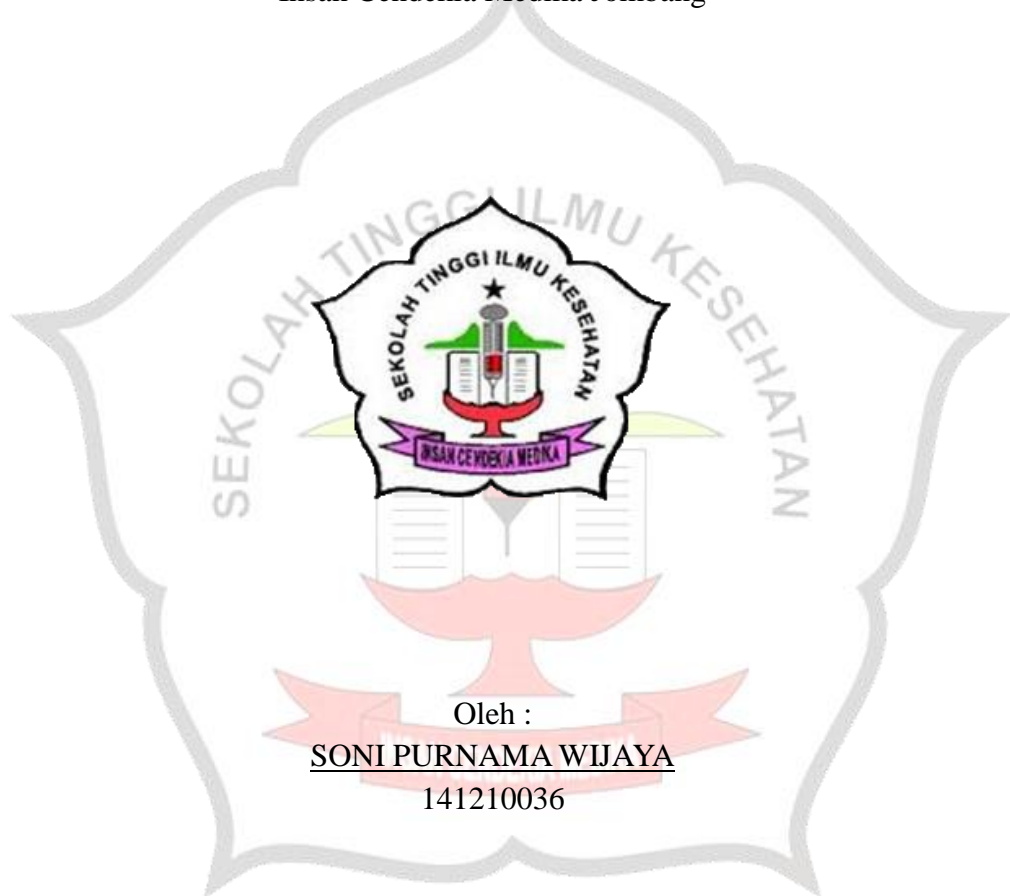 Insan Cendekia Medika Jombang
SEKOLAH TINGGI ILMU KESEHATAN
SEKOLAH TINGGI ILMU KESEHATAN
INSAN CENDEKIA MEDIKA
Oleh :
SONI PURNAMA WIJAYA
141210036